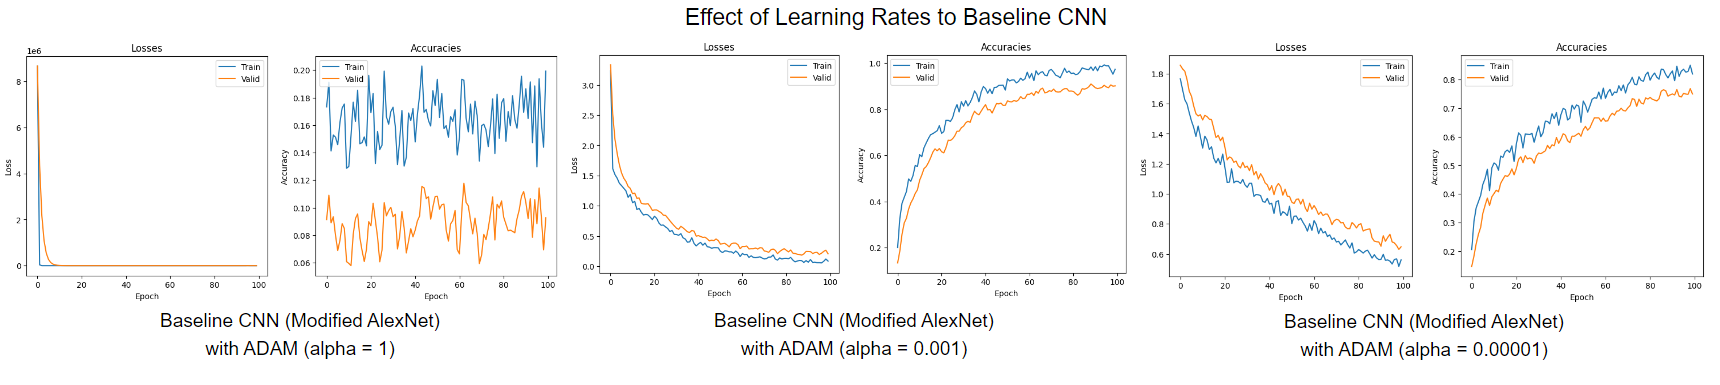 Effect of Learning Rates to Baseline CNN
Losses
1e6
Train
Valid
8
6
4
2
0
Loss
0 20 40 60 80 100
Epoch
Accuracies
Train
Valid
0.20
0.18
0.16
0.14
0.12
0.10
0.08
0.06
Accuracy
0 20 40 60 80 100
Epoch
Baseline CNN (Modified AlexNet)
with ADAM (alpha = 1)
Losses
Train
Valid
3.0
2.5
2.0
1.5
1.0
0.5
0.0
Loss
0 20 40 60 80 100
Epoch
Accuracies
Train
Valid
1.0
0.8
0.6
0.4
0.2
Accuracy
0 20 40 60 80 100
Epoch
Baseline CNN (Modified AlexNet)
with ADAM (alpha = 0.001)
Losses
Train
Valid
1.8
1.6
1.4
1.2
1.0
0.8
0.6
Loss
0 20 40 60 80 100
Epoch
Accuracies
Train
Valid
0.8
0.7
0.6
0.5
0.4
0.3
0.2
Accuracy
0 20 40 60 80 100
Epoch
Baseline CNN (Modified AlexNet)
with ADAM (alpha = 0.00001)